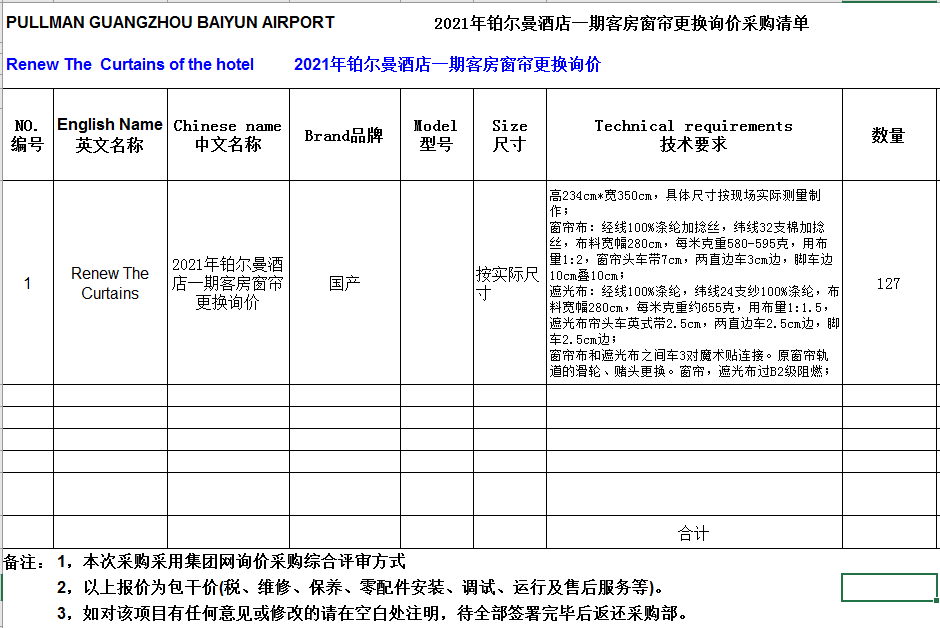 PULLMAN GUANGZHOU BAIYUN AIRPORT
2021年铂尔曼酒店一期客房窗帘更换询价采购清单
Renew The Curtains of the hotel
2021年铂尔曼酒店一期客房窗帘更换询价
NO.
编号
English Name
英文名称
Chinese name
中文名称
Brand品牌
Model
型号
Size
尺寸
Technical requirements
技术要求
数量
1
Renew The
Curtains
2021年铂尔曼酒
店一期客房窗帘
更换询价
国产
按实际尺
寸
高234cm*宽350cm，具体尺寸按现场实际测量制
作；
窗帘布：经线100%涤纶加捻丝，纬线32支棉加捻
丝，布料宽幅280cm，每米克重580-595克，用布
量1:2，窗帘头车带7cm，两直边车3cm边，脚车边
10cm叠10cm；
遮光布：经线100%涤纶，纬线24支纱100%涤纶，布
料宽幅280cm，每米克重约655克，用布量1:1.5，
遮光布帘头车英式带2.5cm，两直边车2.5cm边，脚
车2.5cm边；
窗帘布和遮光布之间车3对魔术贴连接。原窗帘轨
道的滑轮、赌头更换。窗帘，遮光布过B2级阻燃；
127
合计
备注： 1，本次采购采用集团网询价采购综合评审方式
2，以上报价为包干价(税、维修、保养、零配件安装、调试、运行及售后服务等)。
3，如对该项目有任何意见或修改的请在空白处注明，待全部签署完毕后返还采购部。